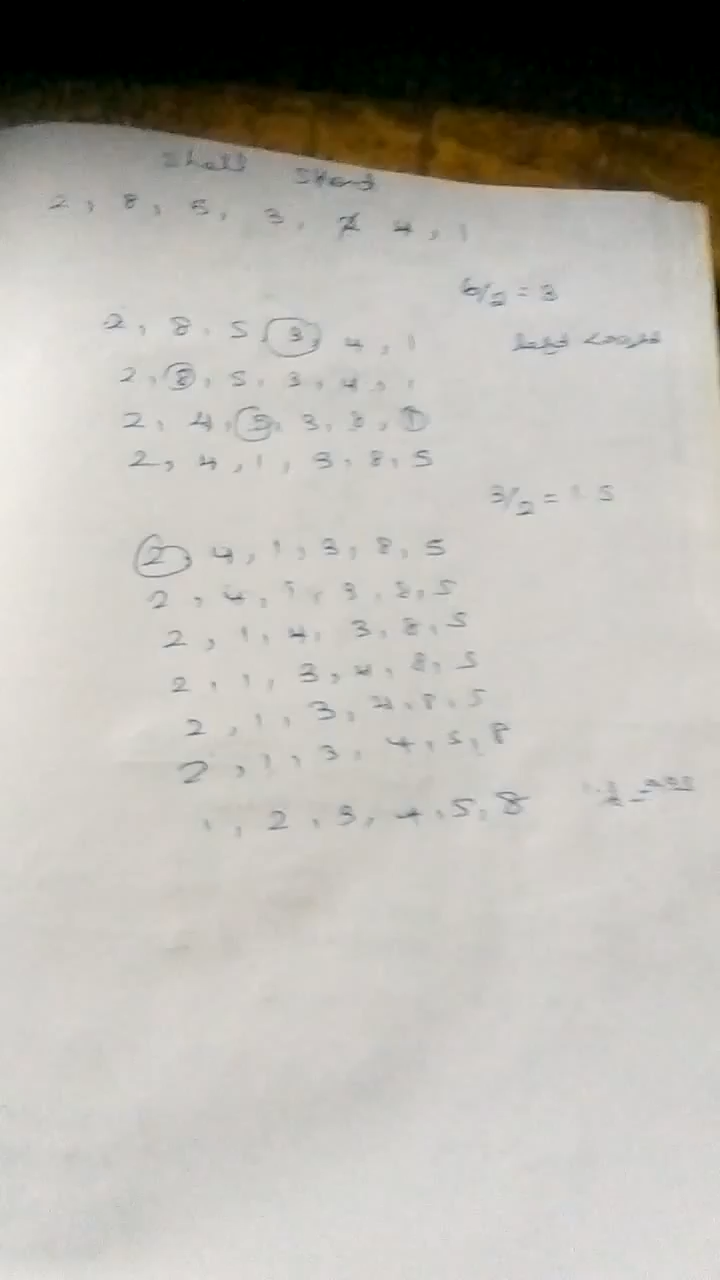 Shell
2, 8, 5, 3, 4, 1
6/2 = 3
2, 8, 5, 3, 4, 1
2, 8, 5, 3, 4, 1
2, 4, 5, 3, 8, 1
2, 4, 1, 3, 8, 5
3/2 = 1 5
2, 4, 1, 3, 8, 5
2, 4, 1, 3, 8, 5
2, 1, 4, 3, 8, 5
2, 1, 3, 4, 8, 5
2, 1, 3, 4, 8, 5
2, 1, 3, 4, 5, 8
1, 2, 3, 4, 5, 8